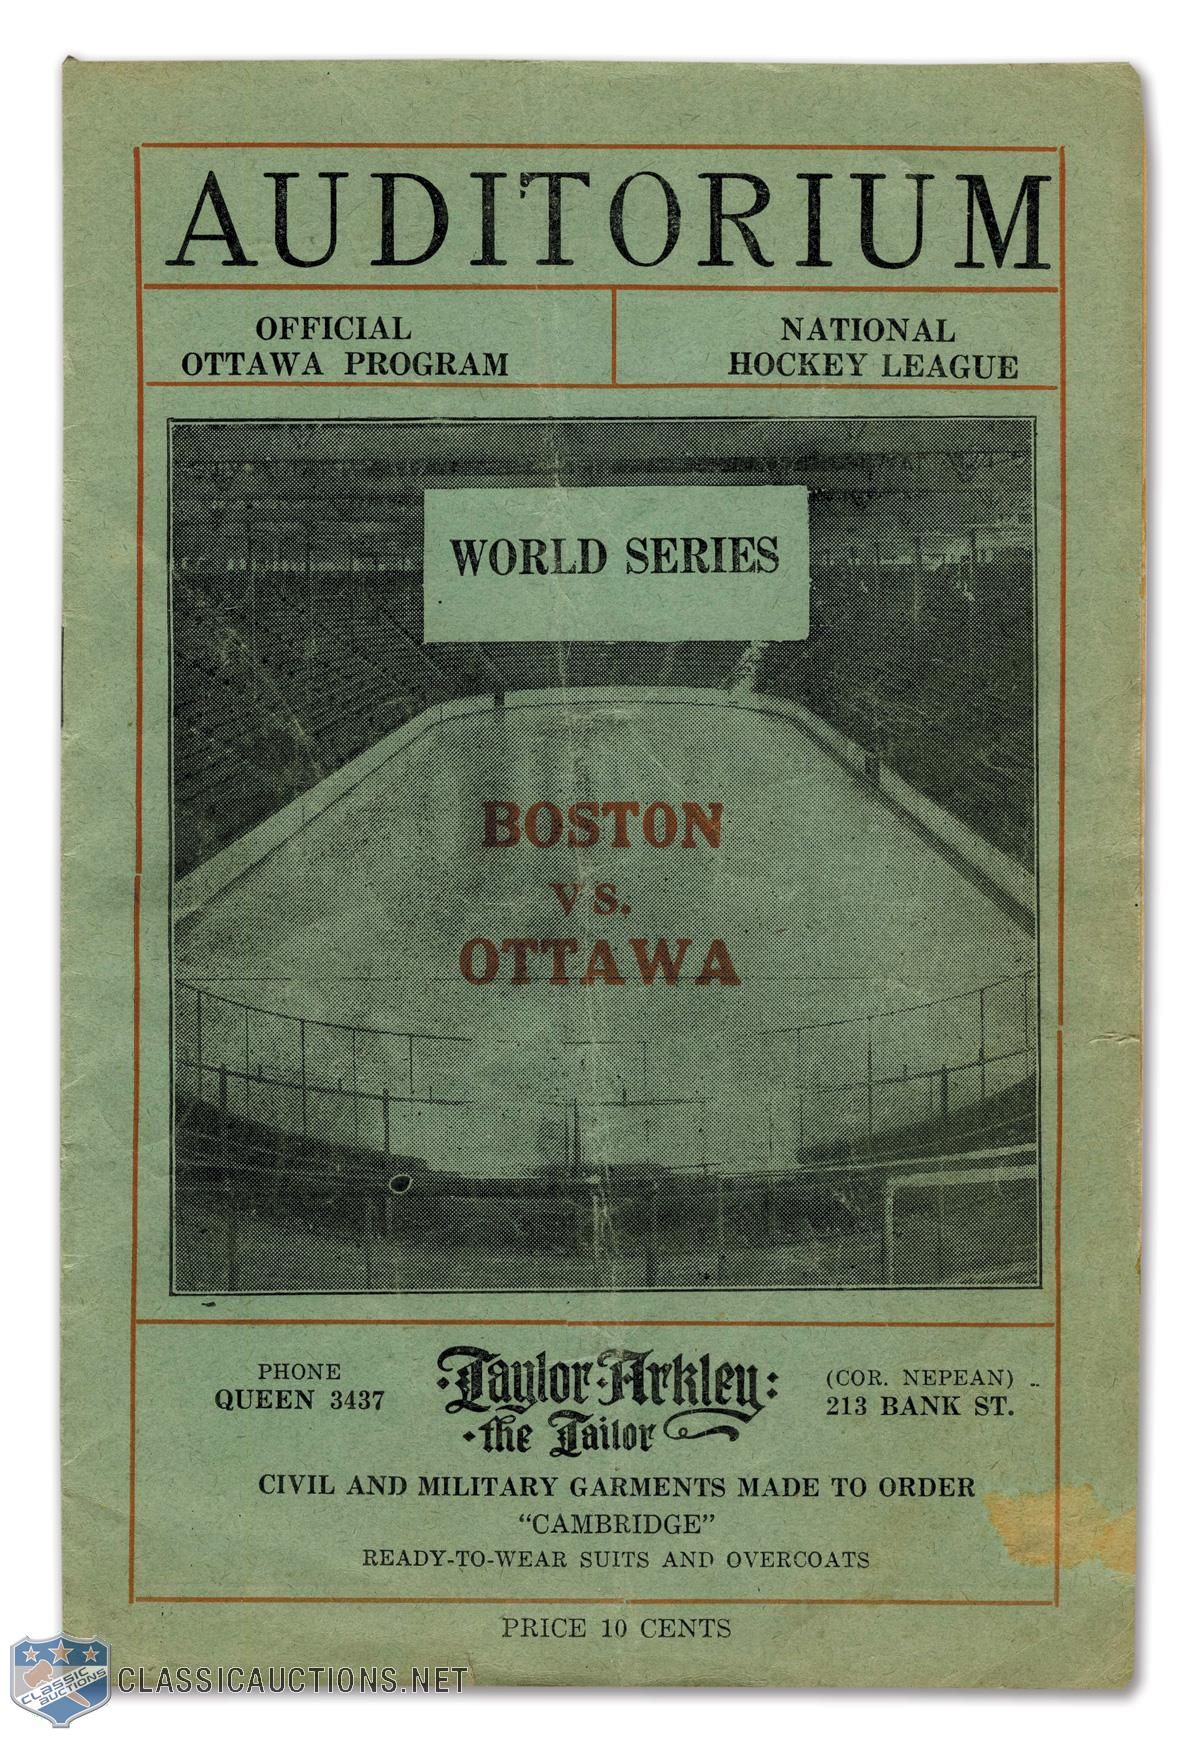 AUDITORIUM
OFFICIAL
OTTAWA PROGRAM
NATIONAL
HOCKEY LEAGUE
WORLD SERIES
BOSTON
VS.
OTTAWA
PHONE
QUEEN 3437
Taylor Arkley:
the Tailor
(COR. NEPEAN)
213 BANK ST.
CIVIL AND MILITARY GARMENTS MADE TO ORDER
"CAMBRIDGE"
READY-TO-WEAR SUITS AND OVERCOATS
PRICE 10 CENTS
CLASSIC
AUCTIONS
CLASSICAUCTIONS.NET